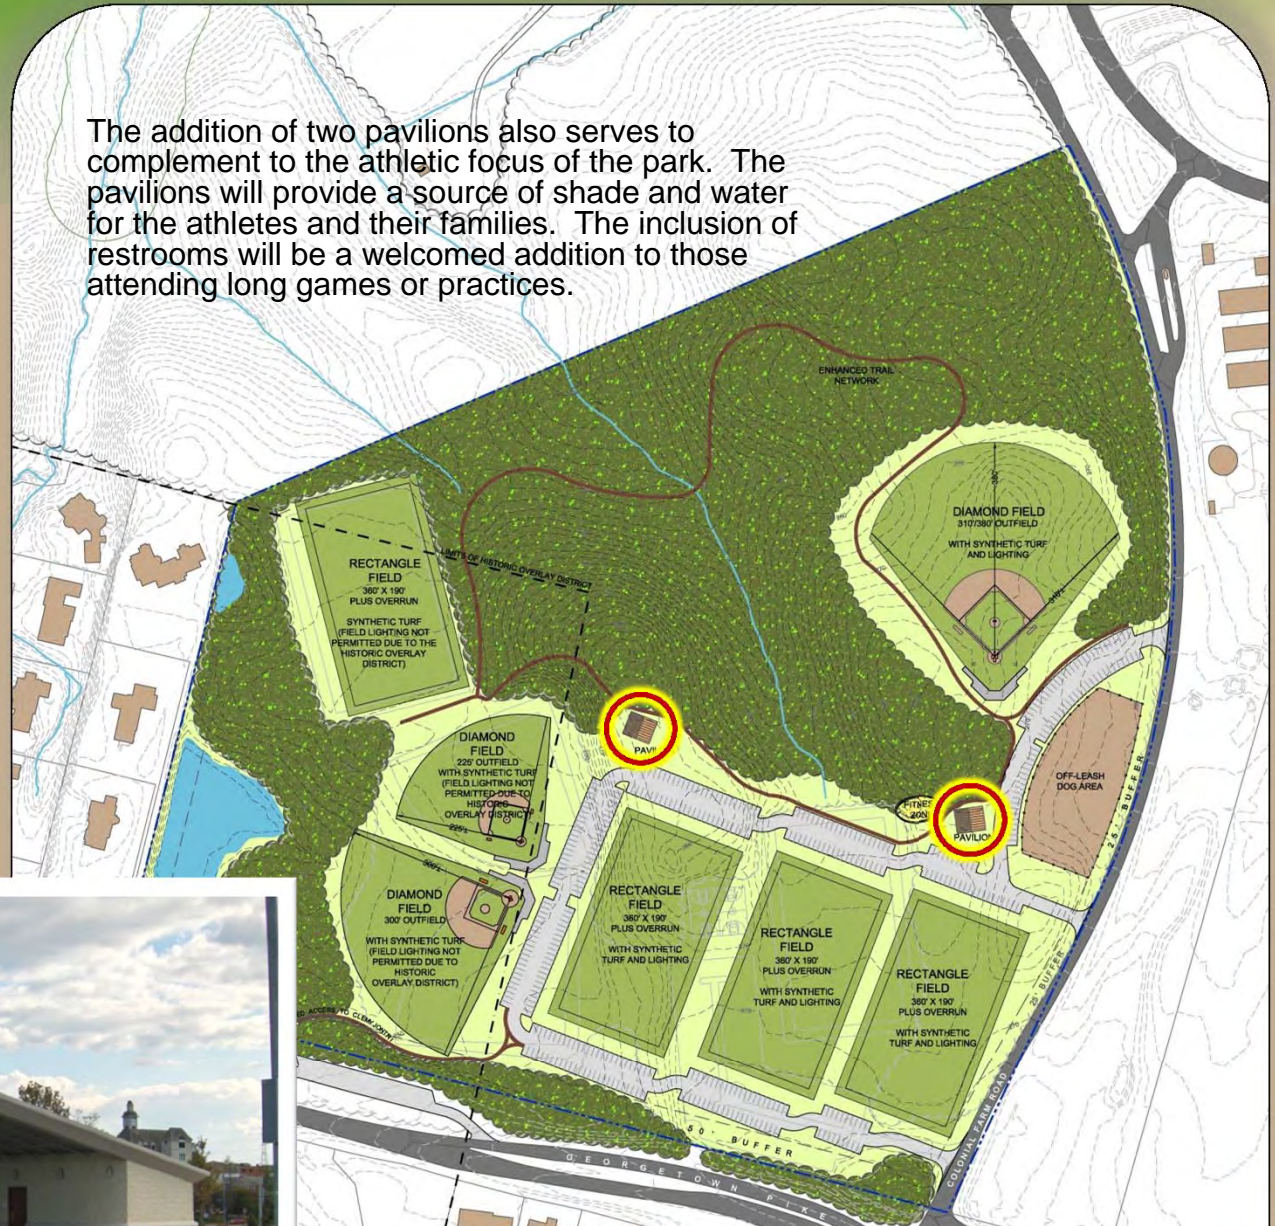 The addition of two pavilions also serves to
complement to the athletic focus of the park. The
pavilions will provide a source of shade and water
for the athletes and their families. The inclusion of
restrooms will be a welcomed addition to those
attending long games or practices.
ENHANCED TRAIL
NETWORK
DIAMOND FIELD
310'/380' OUTFIELD
WITH SYNTHETIC TURF
AND LIGHTING
LIMITS OF HISTORIC OVERLAY DISTRICT
RECTANGLE
FIELD
360' X 190'
PLUS OVERRUN
SYNTHETIC TURF
(FIELD LIGHTING NOT
PERMITTED DUE TO THE
HISTORIC OVERLAY
DISTRICT)
DIAMOND
FIELD
225' OUTFIELD
WITH SYNTHETIC TURF
(FIELD LIGHTING NOT
PERMITTED DUE TO
HISTORIC
OVERLAY DISTRICT)
PAVI
OFF-LEASH
DOG AREA
25' BUFFER
PAVILIO
DIAMOND
FIELD
300' OUTFIELD
WITH SYNTHETIC TURF
(FIELD LIGHTING NOT
PERMITTED DUE TO
HISTORIC
OVERLAY DISTRICT)
RECTANGLE
FIELD
360' X 190'
PLUS OVERRUN
WITH SYNTHETIC
TURF AND LIGHTING
RECTANGLE
FIELD
360' X 190'
PLUS OVERRUN
WITH SYNTHETIC
TURF AND LIGHTING
RECTANGLE
FIELD
360' X 190'
PLUS OVERRUN
WITH SYNTHETIC
TURF AND LIGHTING
25' BUFFER
ACCESS TO
COLONIAL FARM ROAD
50' BUFFER
GEORGETOWN PIKE